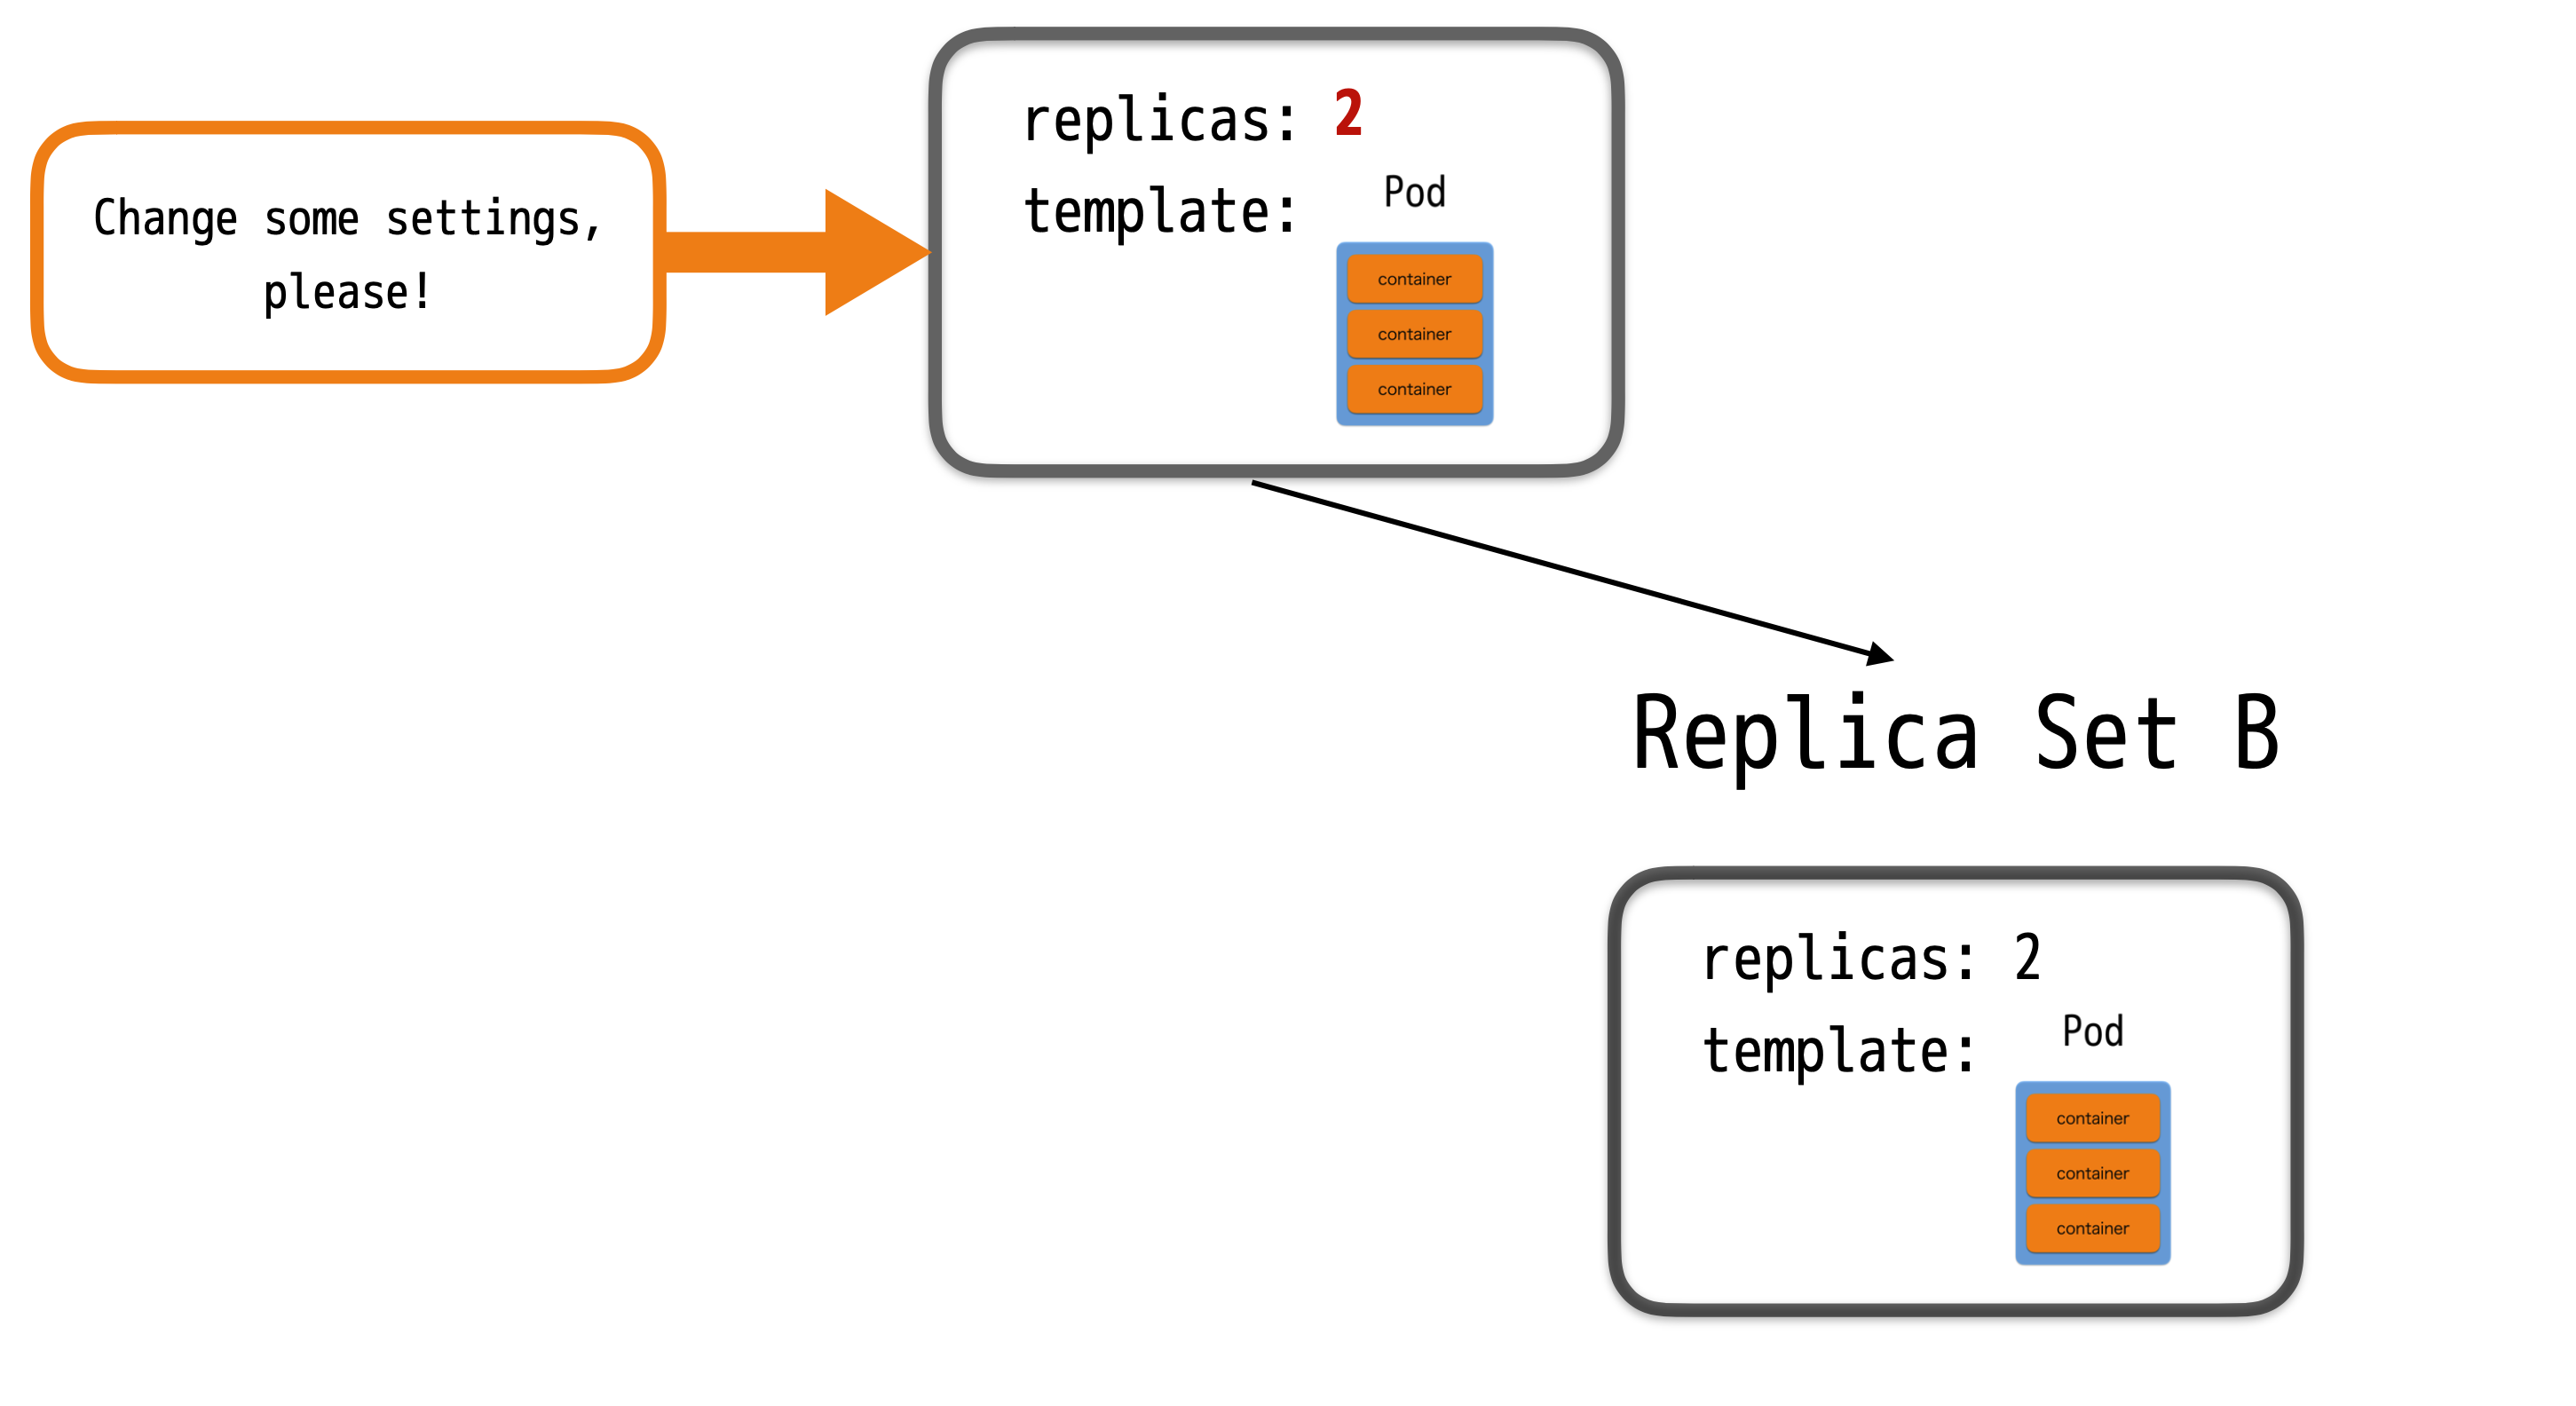 Change some settings,
please!
replicas: 2
template:
Pod
container
container
container
Replica Set B
replicas: 2
template:
Pod
container
container
container